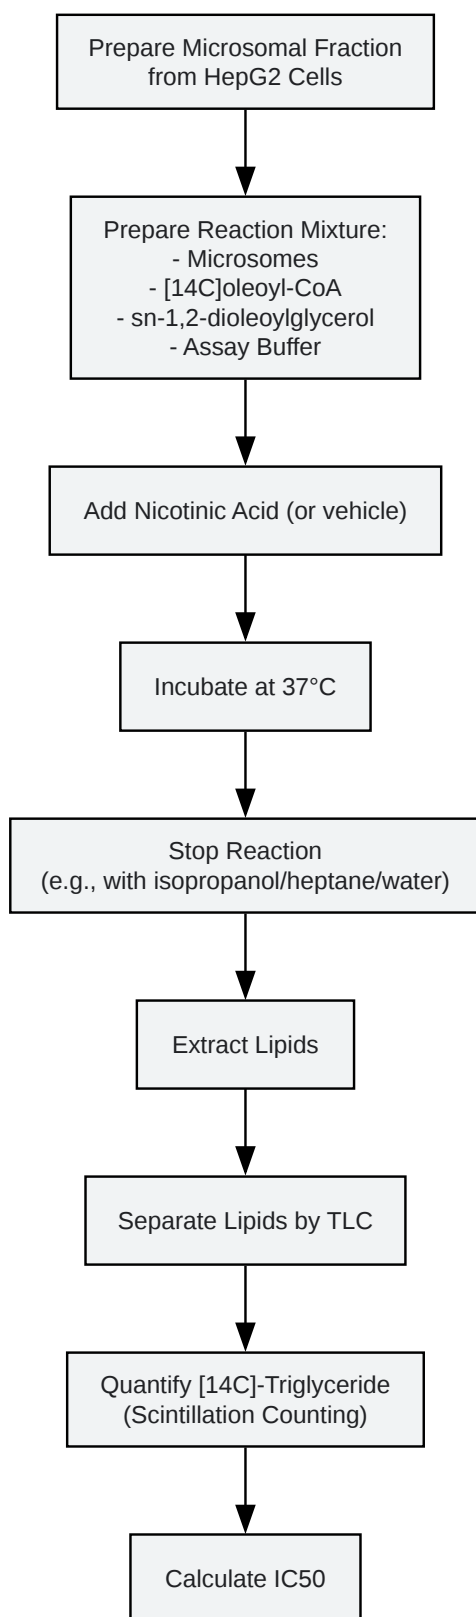 Prepare Microsomal Fraction
from HepG2 Cells
Prepare Reaction Mixture:
- Microsomes
- [14C]oleoyl-CoA
- sn-1,2-dioleoylglycerol
- Assay Buffer
Add Nicotinic Acid (or vehicle)
Incubate at 37°C
Stop Reaction
(e.g., with isopropanol/heptane/water)
Extract Lipids
Separate Lipids by TLC
Quantify [14C]-Triglyceride
(Scintillation Counting)
Calculate IC50